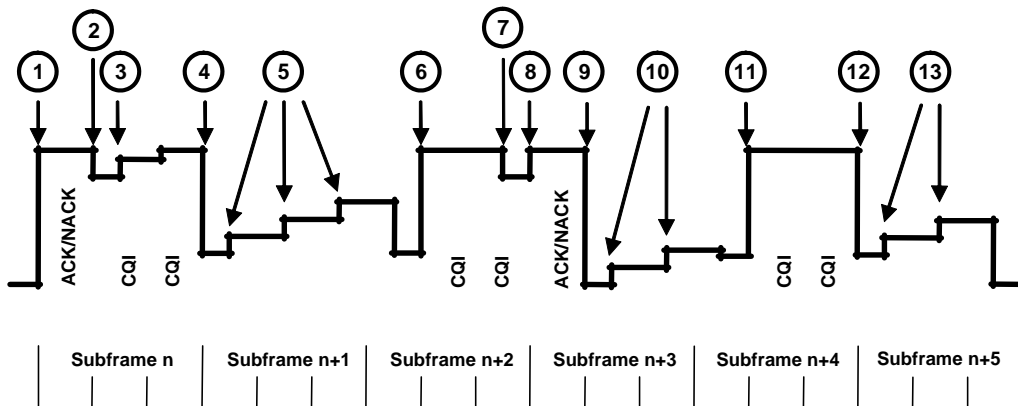 2
7
1
3
4
5
6
8
9
10
11
12
13
ACK/NACK
CQI
CQI
CQI
CQI
ACK/NACK
CQI
CQI
Subframe n
Subframe n+1
Subframe n+2
Subframe n+3
Subframe n+4
Subframe n+5